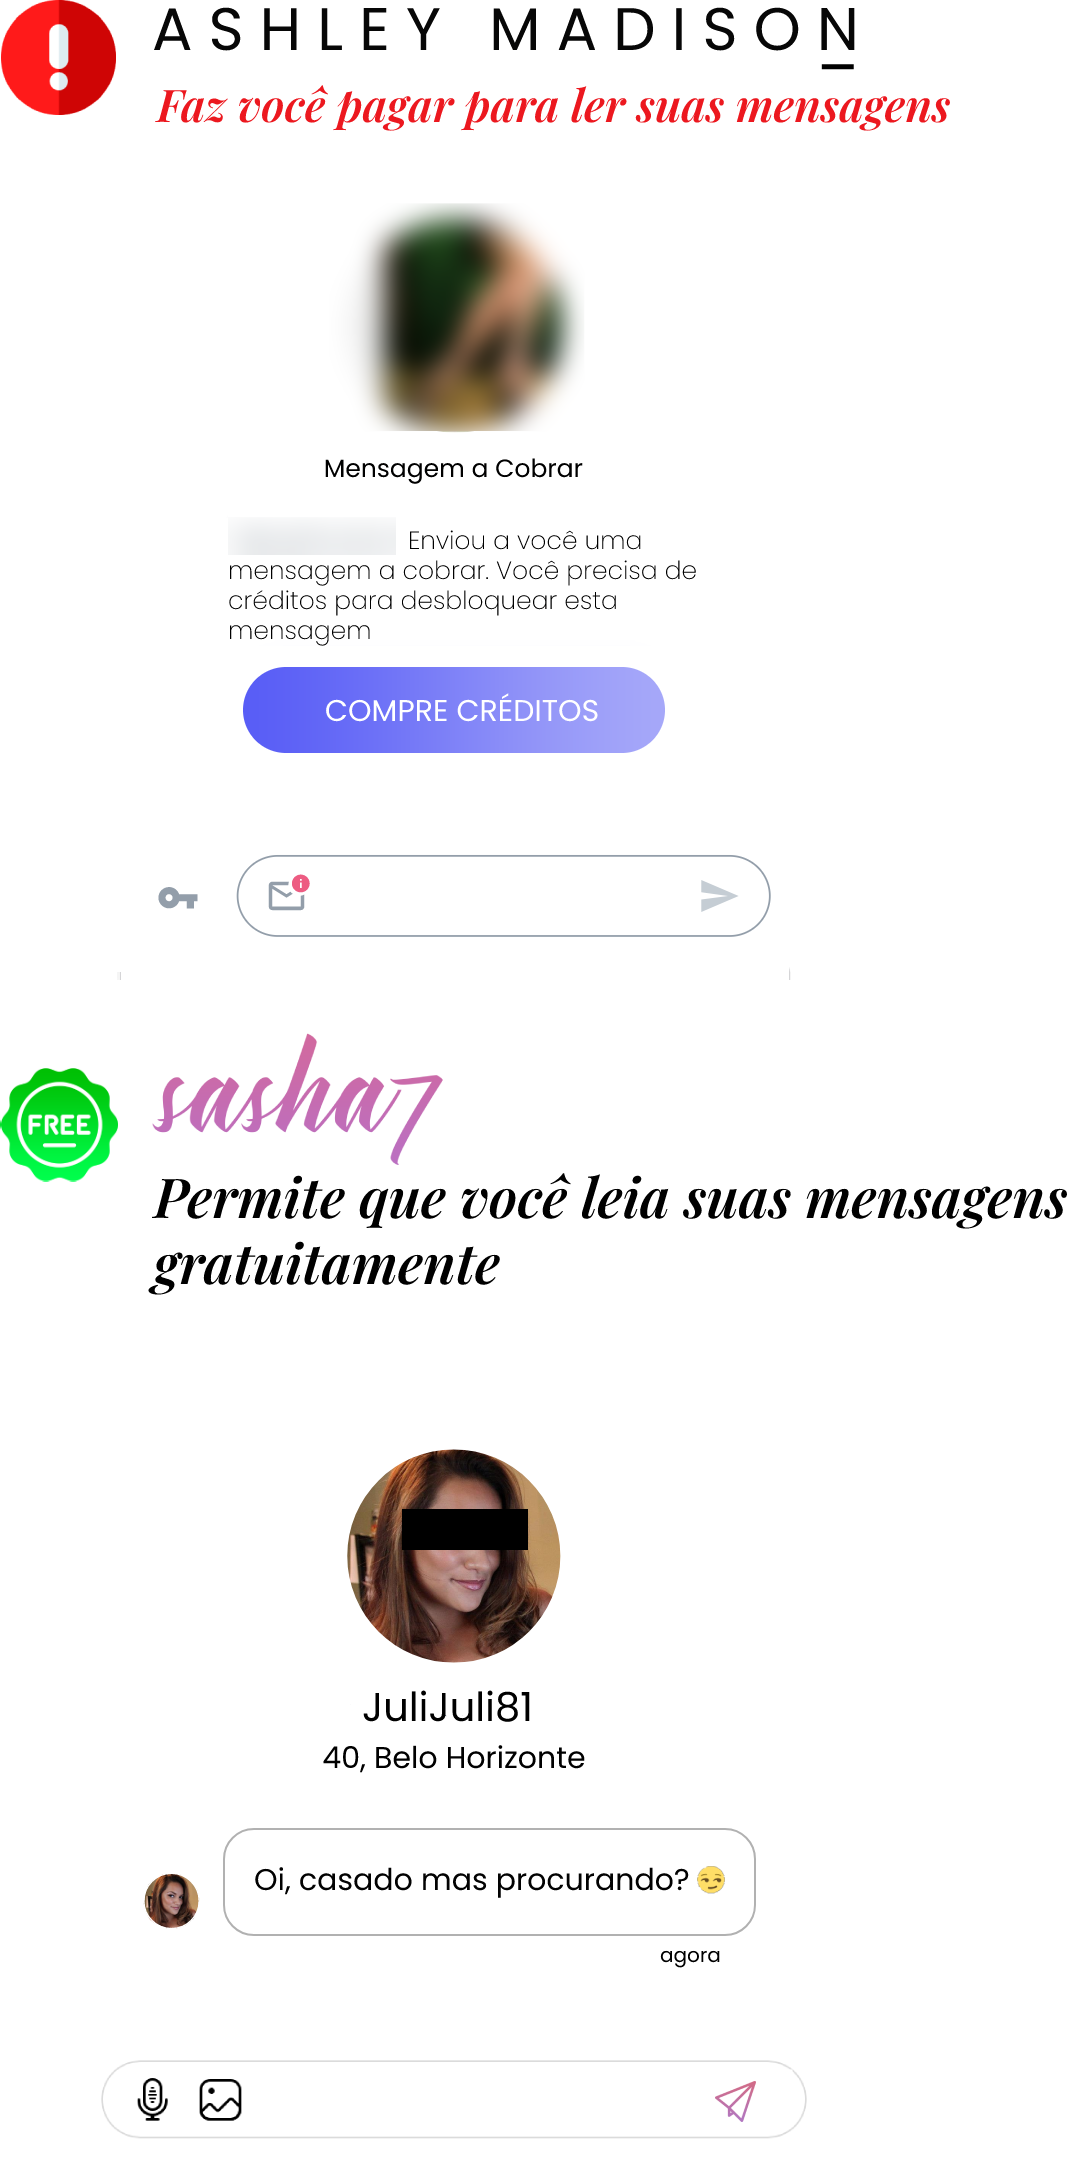 ASHLEY MADISON
Faz você pagar para ler suas mensagens
Mensagem a Cobrar
Enviou a você uma
mensagem a cobrar. Você precisa de
créditos para desbloquear esta
mensagem
COMPRE CRÉDITOS
sasha7
FREE
Permite que você leia suas mensagens
gratuitamente
JuliJuli81
40, Belo Horizonte
Oi, casado mas procurando? 😏
agora